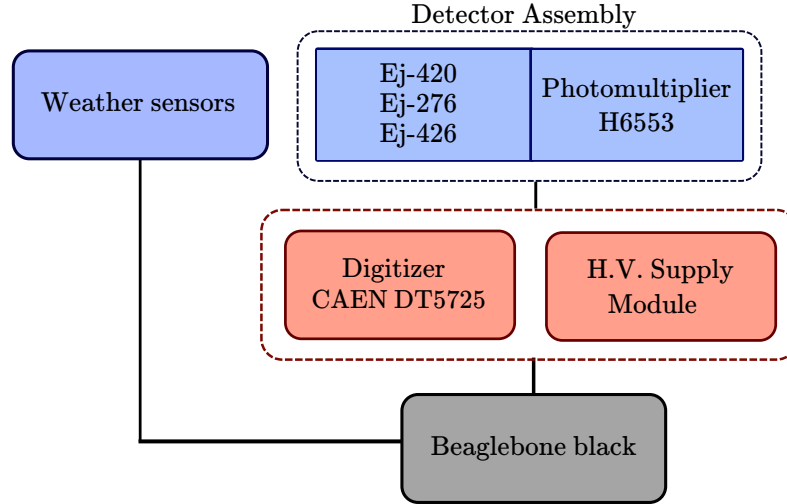 Detector Assembly
Weather sensors
Ej-420
Ej-276
Ej-426
Photomultiplier
H6553
Digitizer
CAEN DT5725
H.V. Supply
Module
Beaglebone black